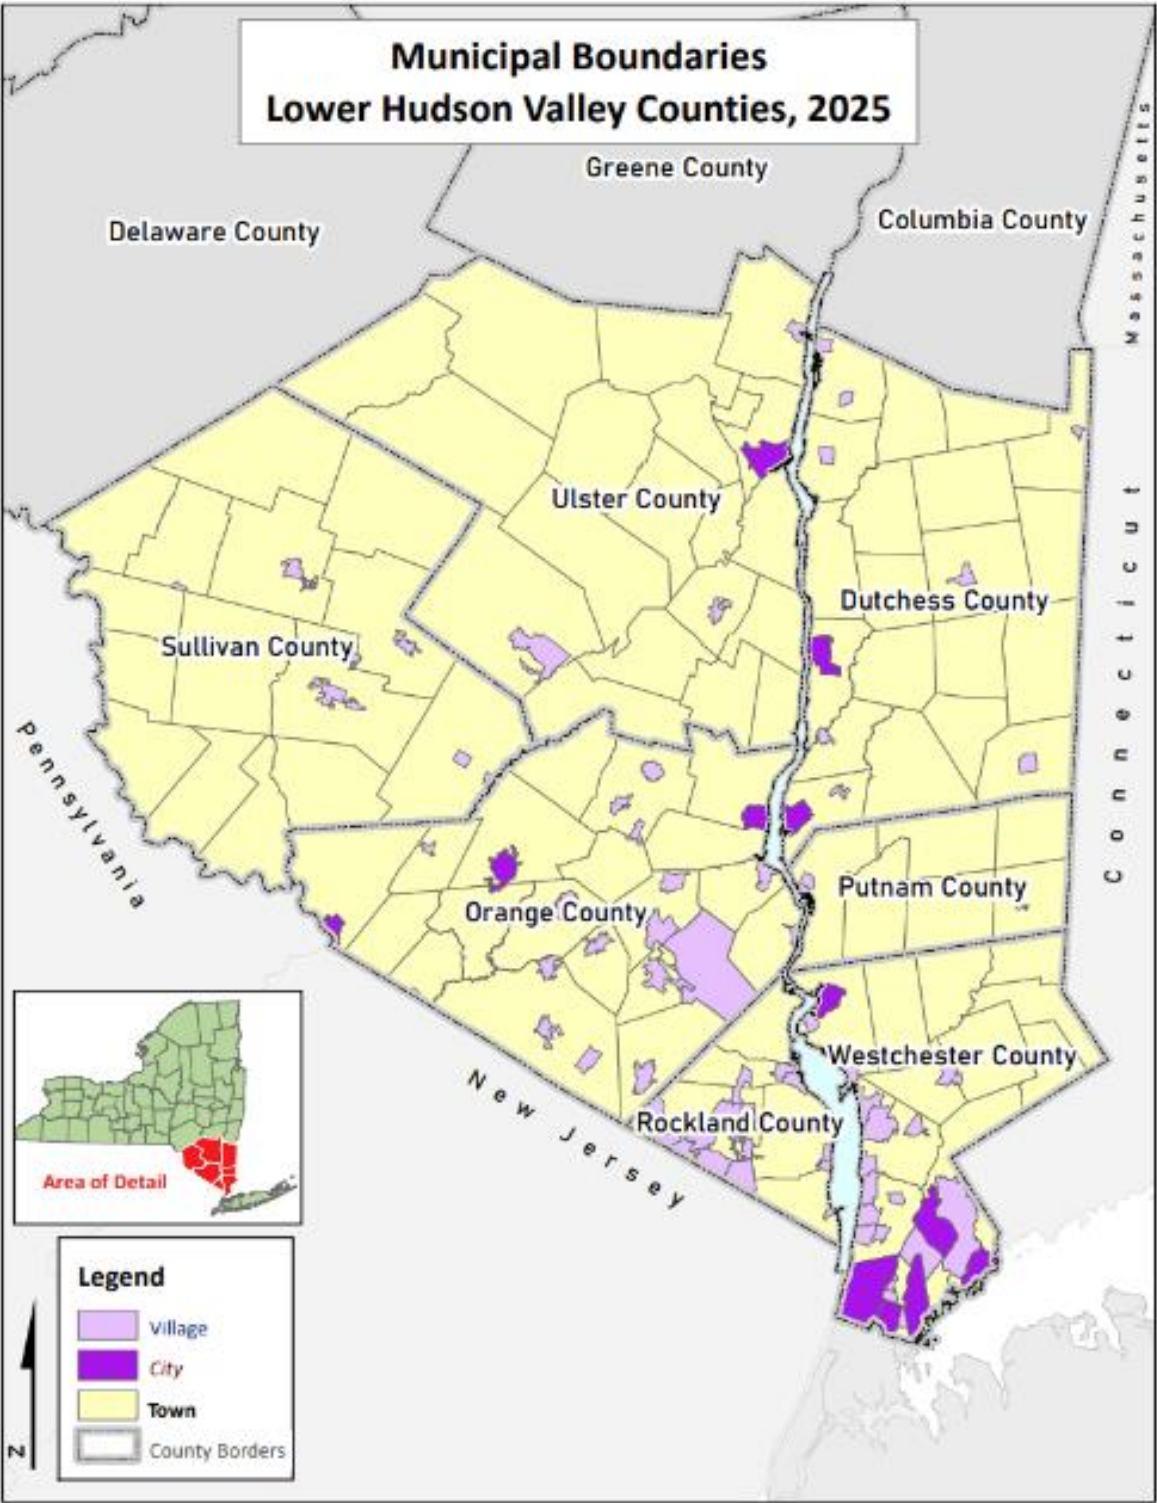 Municipal Boundaries
Lower Hudson Valley Counties, 2025
Greene County
Columbia County
Delaware County
Massachusetts
Ulster County
Dutchess County
Connecticut
Sullivan County
Pennsylvania
Putnam County
Orange County
Westchester County
New Jersey
Rockland County
Area of Detail
Legend
Village
City
Town
County Borders
N